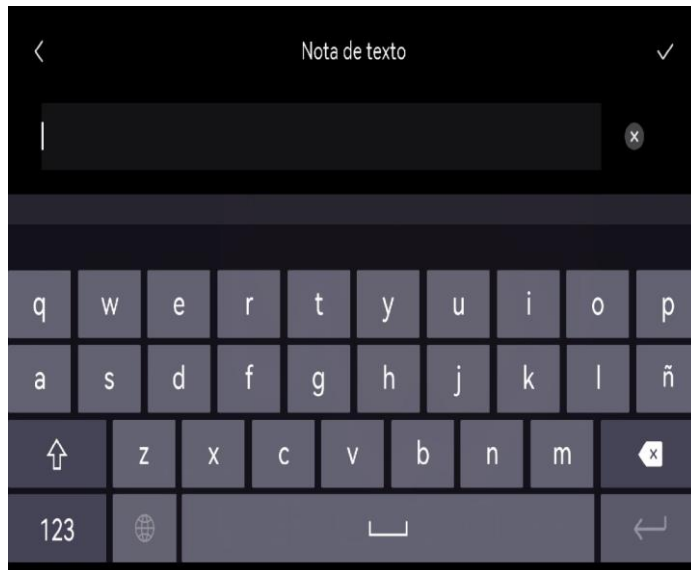 Nota de texto
q w e r t y u i o p
a s d f g h j k l ñ
z x c v b n m
123